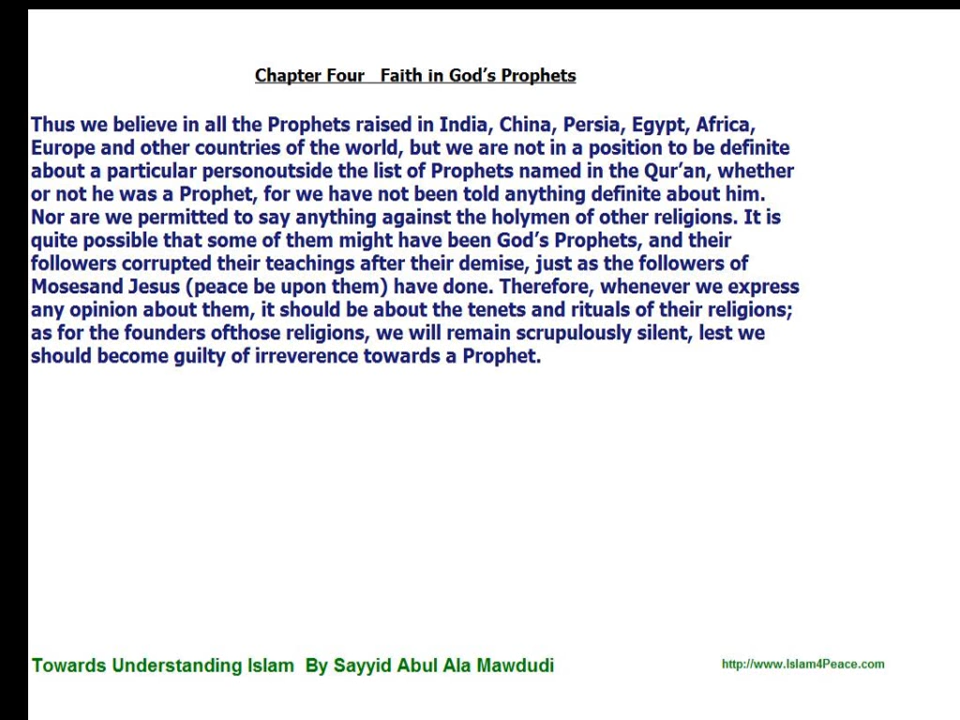 Chapter Four   Faith in God's Prophets
Thus we believe in all the Prophets raised in India, China, Persia, Egypt, Africa,
Europe and other countries of the world, but we are not in a position to be definite
about a particular personoutside the list of Prophets named in the Qur'an, whether
or not he was a Prophet, for we have not been told anything definite about him.
Nor are we permitted to say anything against the holymen of other religions. It is
quite possible that some of them might have been God's Prophets, and their
followers corrupted their teachings after their demise, just as the followers of
Mosesand Jesus (peace be upon them) have done. Therefore, whenever we express
any opinion about them, it should be about the tenets and rituals of their religions;
as for the founders ofthose religions, we will remain scrupulously silent, lest we
should become guilty of irreverence towards a Prophet.
Towards Understanding Islam  By Sayyid Abul Ala Mawdudi
http://www.Islam4Peace.com